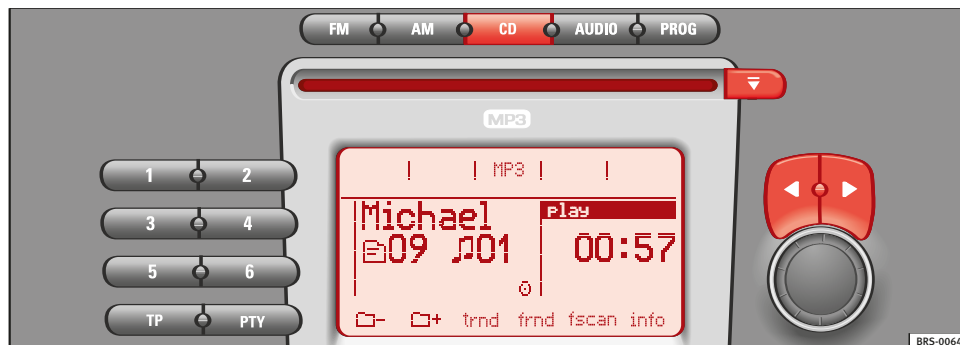 FM AM CD AUDIO PROG
MP3
MP3
1 2
Michael play
3 4
09 01 00:57
5 6
trnd frnd fscan info
TP PTY
BRS-0064